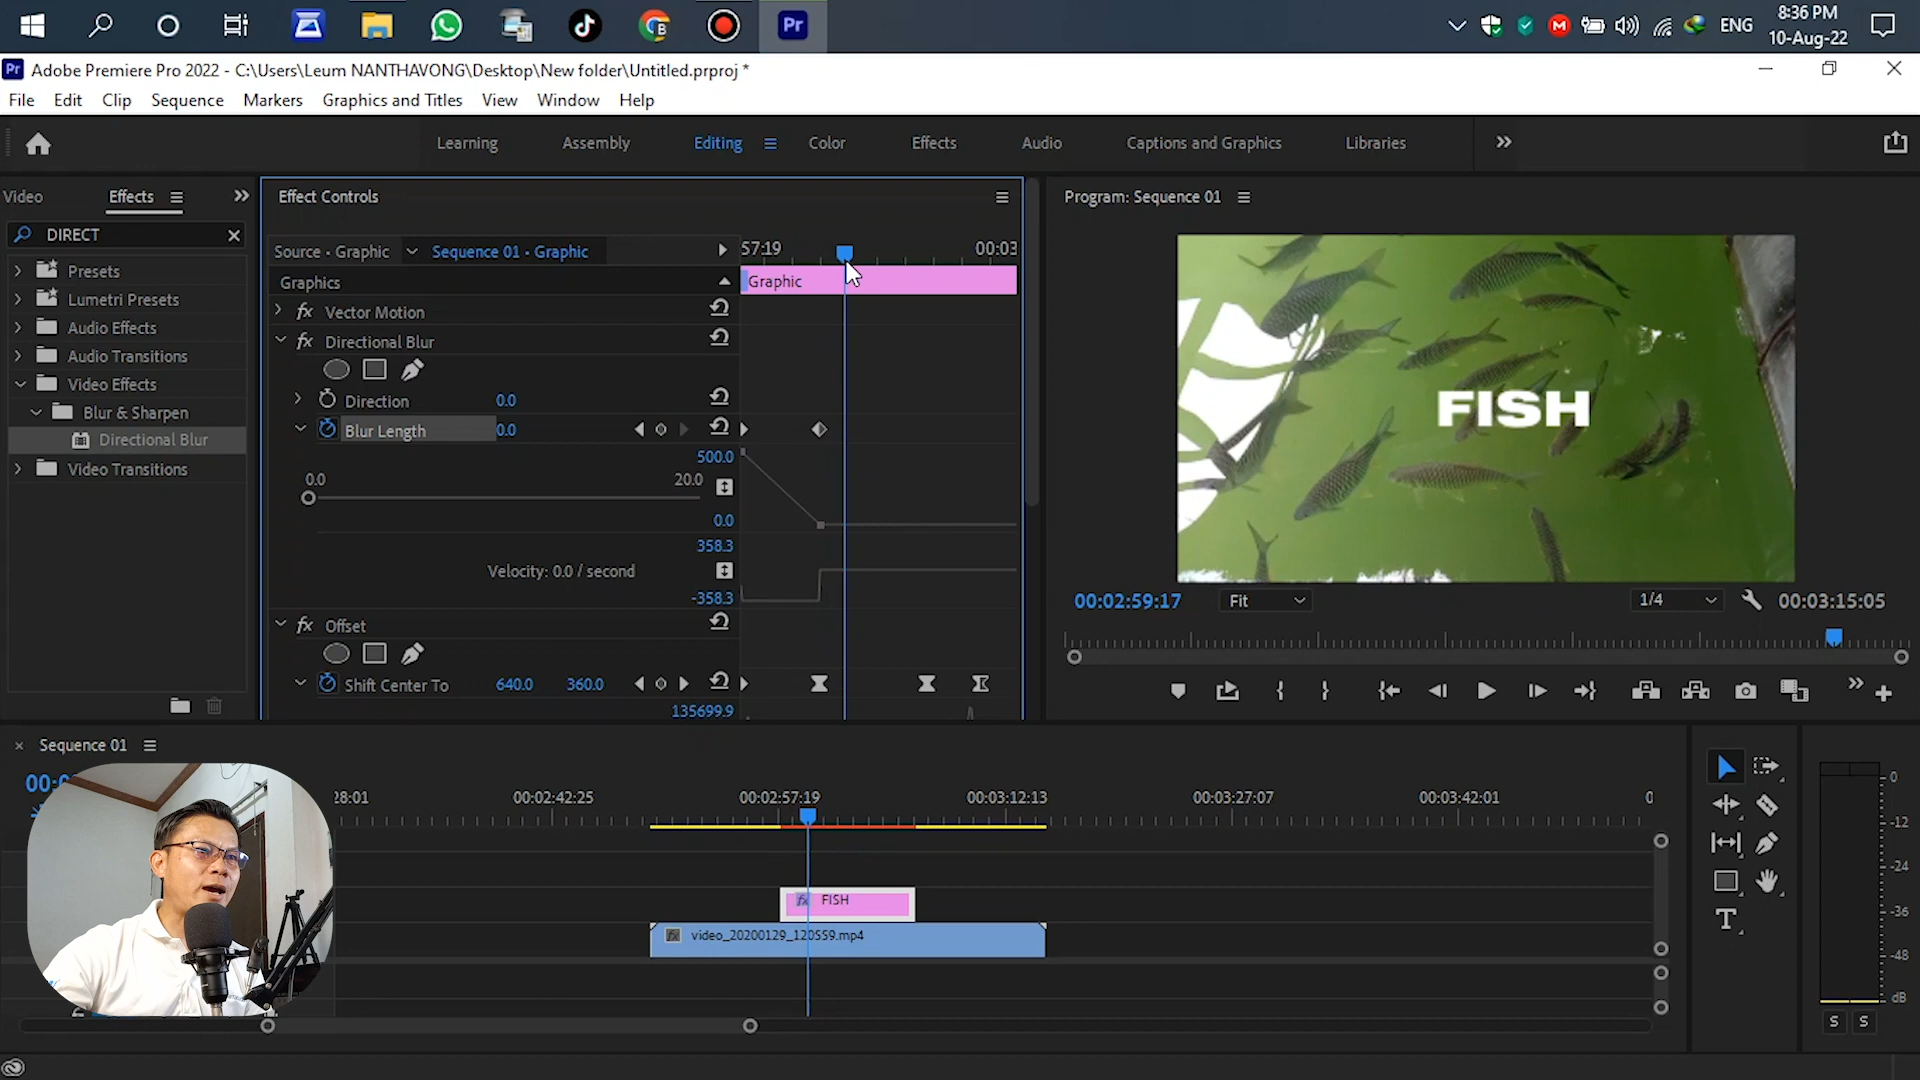 ENG
8:36 PM
10-Aug-22
Adobe Premiere Pro 2022 - C:\Users\Leum NANTHAVONG\Desktop\New folder\Untitled.prproj *
File Edit Clip Sequence Markers Graphics and Titles View Window Help
Learning Assembly Editing Color Effects Audio Captions and Graphics Libraries
Video Effects
DIRECT
Presets
Lumetri Presets
Audio Effects
Audio Transitions
Video Effects
Blur & Sharpen
Directional Blur
Video Transitions
Effect Controls
Source · Graphic Sequence 01 · Graphic
57:19 00:03
Graphics
Graphic
fx Vector Motion
fx Directional Blur
Direction 0.0
Blur Length 0.0
500.0
0.0 20.0
0.0
358.3
Velocity: 0.0 / second
-358.3
fx Offset
Shift Center To 640.0 360.0
135699.9
Program: Sequence 01
FISH
00:02:59:17 Fit 1/4 00:03:15:05
Sequence 01
00:0
28:01 00:02:42:25 00:02:57:19 00:03:12:13 00:03:27:07 00:03:42:01 0
fx FISH
fx video_20200129_120559.mp4
0
-12
-24
-36
-48
dB
S S